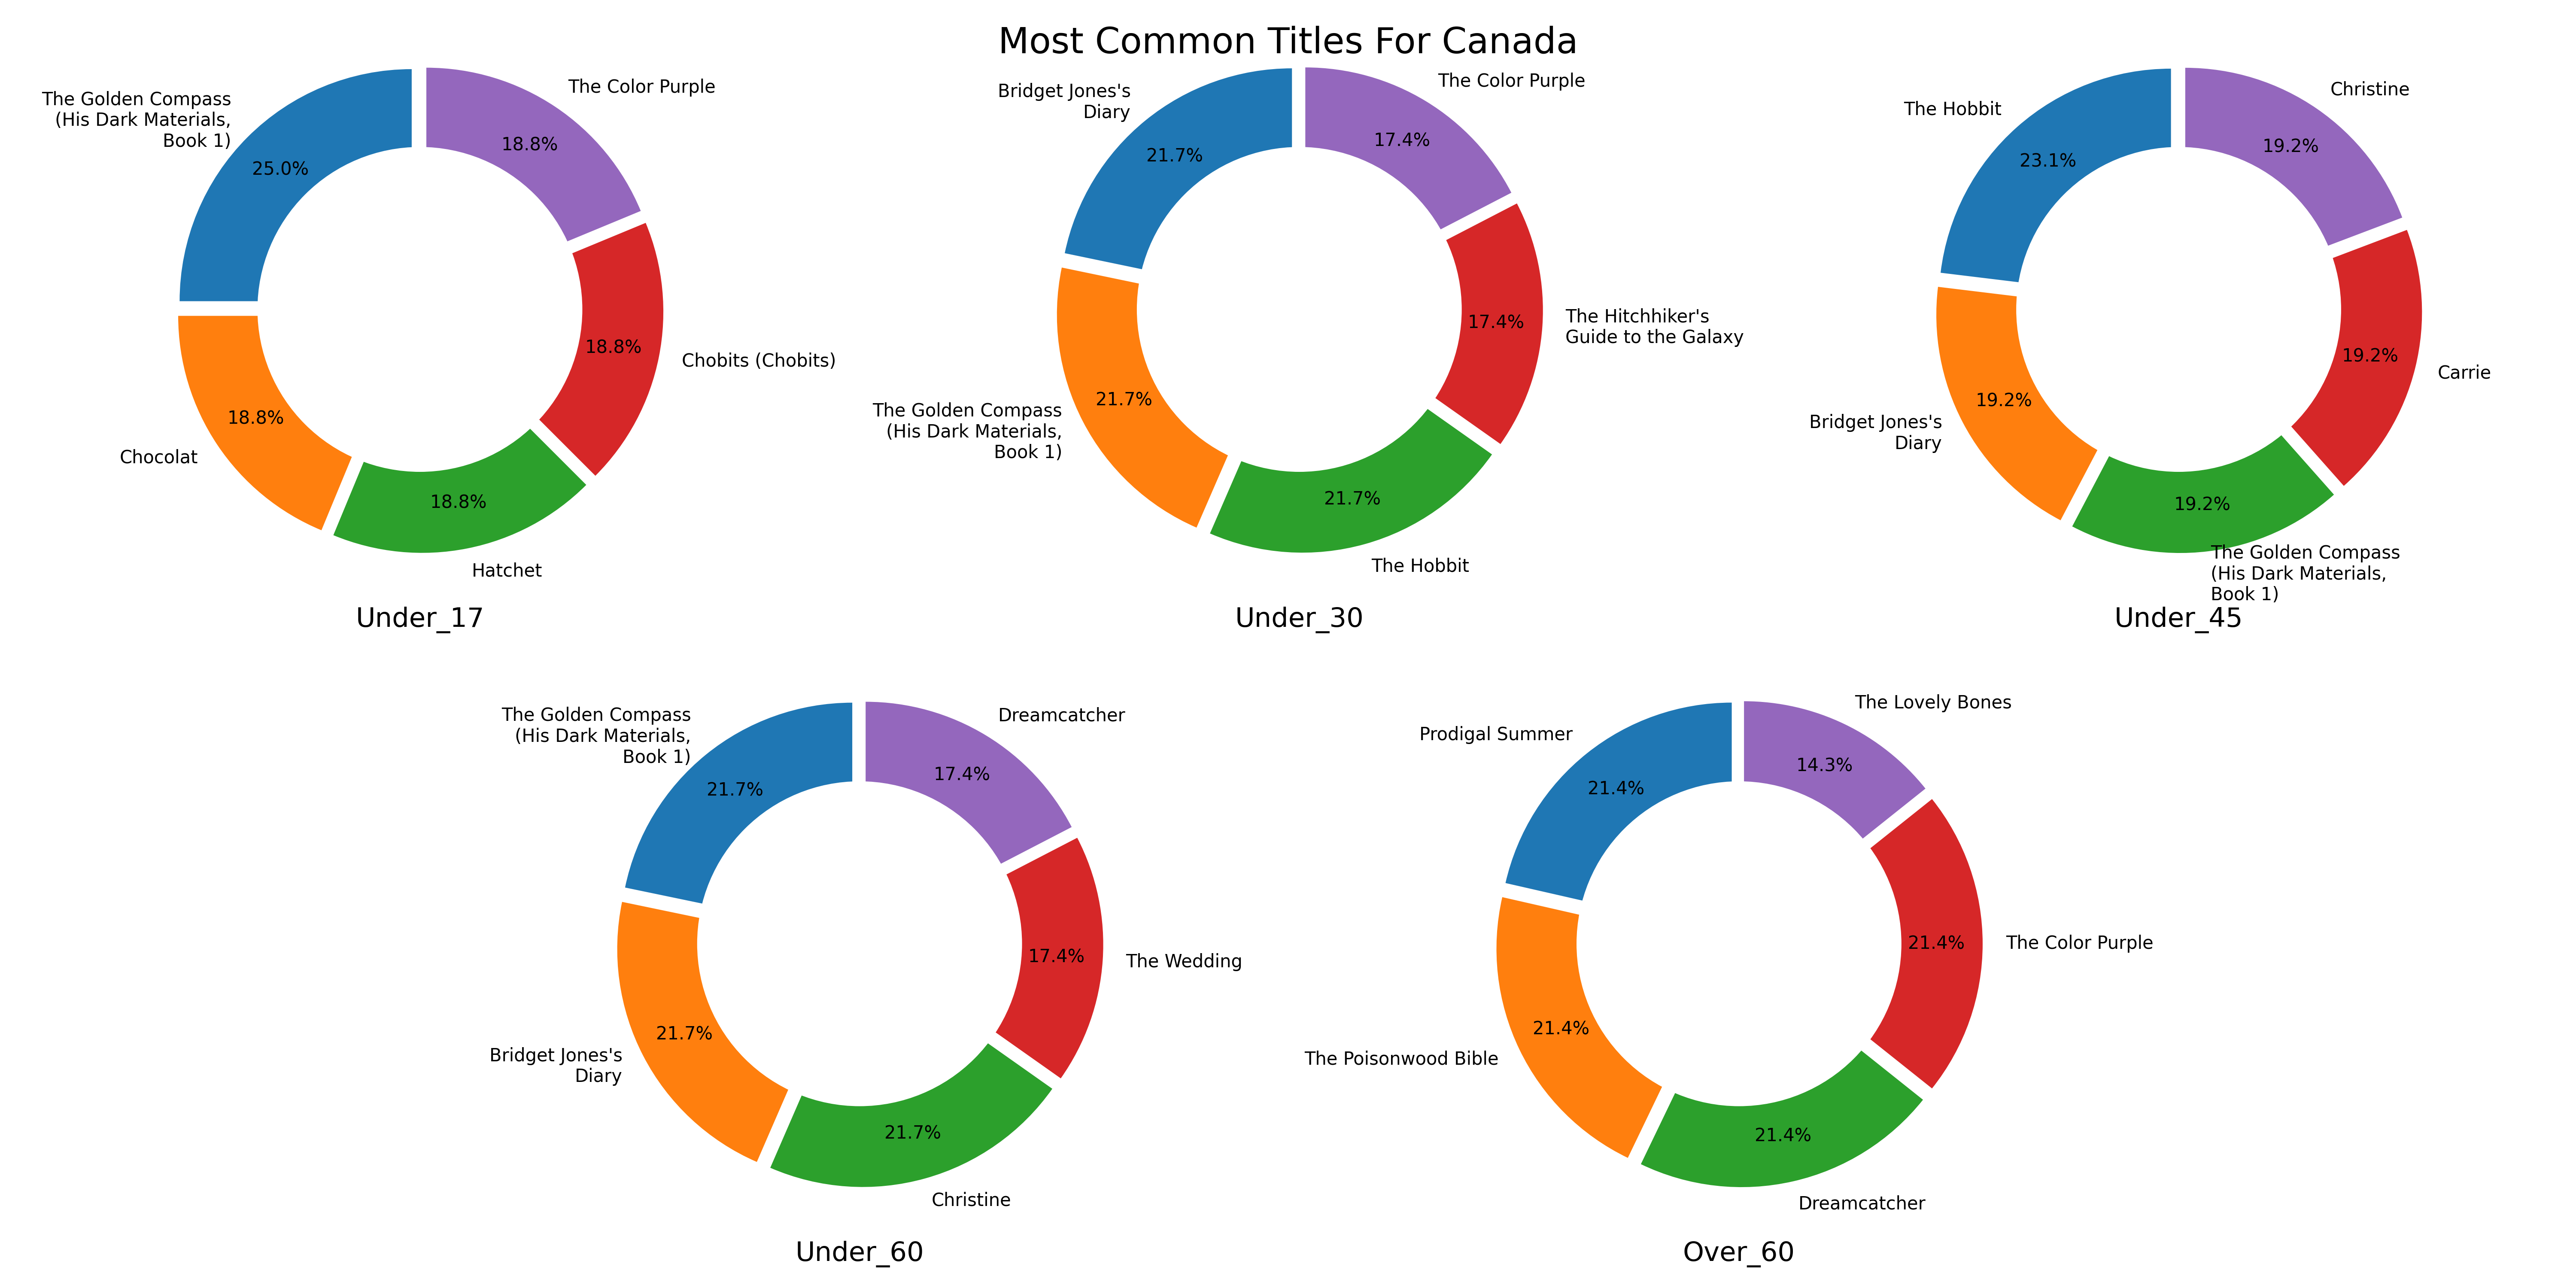 Most Common Titles For Canada
The Golden Compass
(His Dark Materials,
Book 1)
25.0%
Chocolat
18.8%
Hatchet
18.8%
Chobits (Chobits)
18.8%
The Color Purple
18.8%
Under_17
Bridget Jones's
Diary
21.7%
The Golden Compass
(His Dark Materials,
Book 1)
21.7%
The Hobbit
21.7%
The Hitchhiker's
Guide to the Galaxy
17.4%
The Color Purple
17.4%
Under_30
The Hobbit
23.1%
Bridget Jones's
Diary
19.2%
The Golden Compass
(His Dark Materials,
Book 1)
19.2%
Carrie
19.2%
Christine
19.2%
Under_45
The Golden Compass
(His Dark Materials,
Book 1)
21.7%
Bridget Jones's
Diary
21.7%
Christine
21.7%
The Wedding
17.4%
Dreamcatcher
17.4%
Under_60
Prodigal Summer
21.4%
The Poisonwood Bible
21.4%
Dreamcatcher
21.4%
The Color Purple
21.4%
The Lovely Bones
14.3%
Over_60